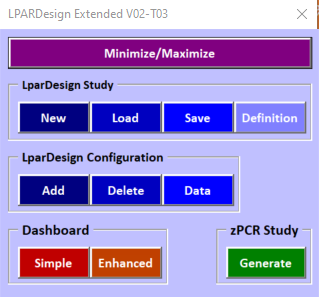 LPARDesign Extended V02-T03
Minimize/Maximize
LparDesign Study
New Load Save Definition
LparDesign Configuration
Add Delete Data
Dashboard zPCR Study
Simple Enhanced Generate